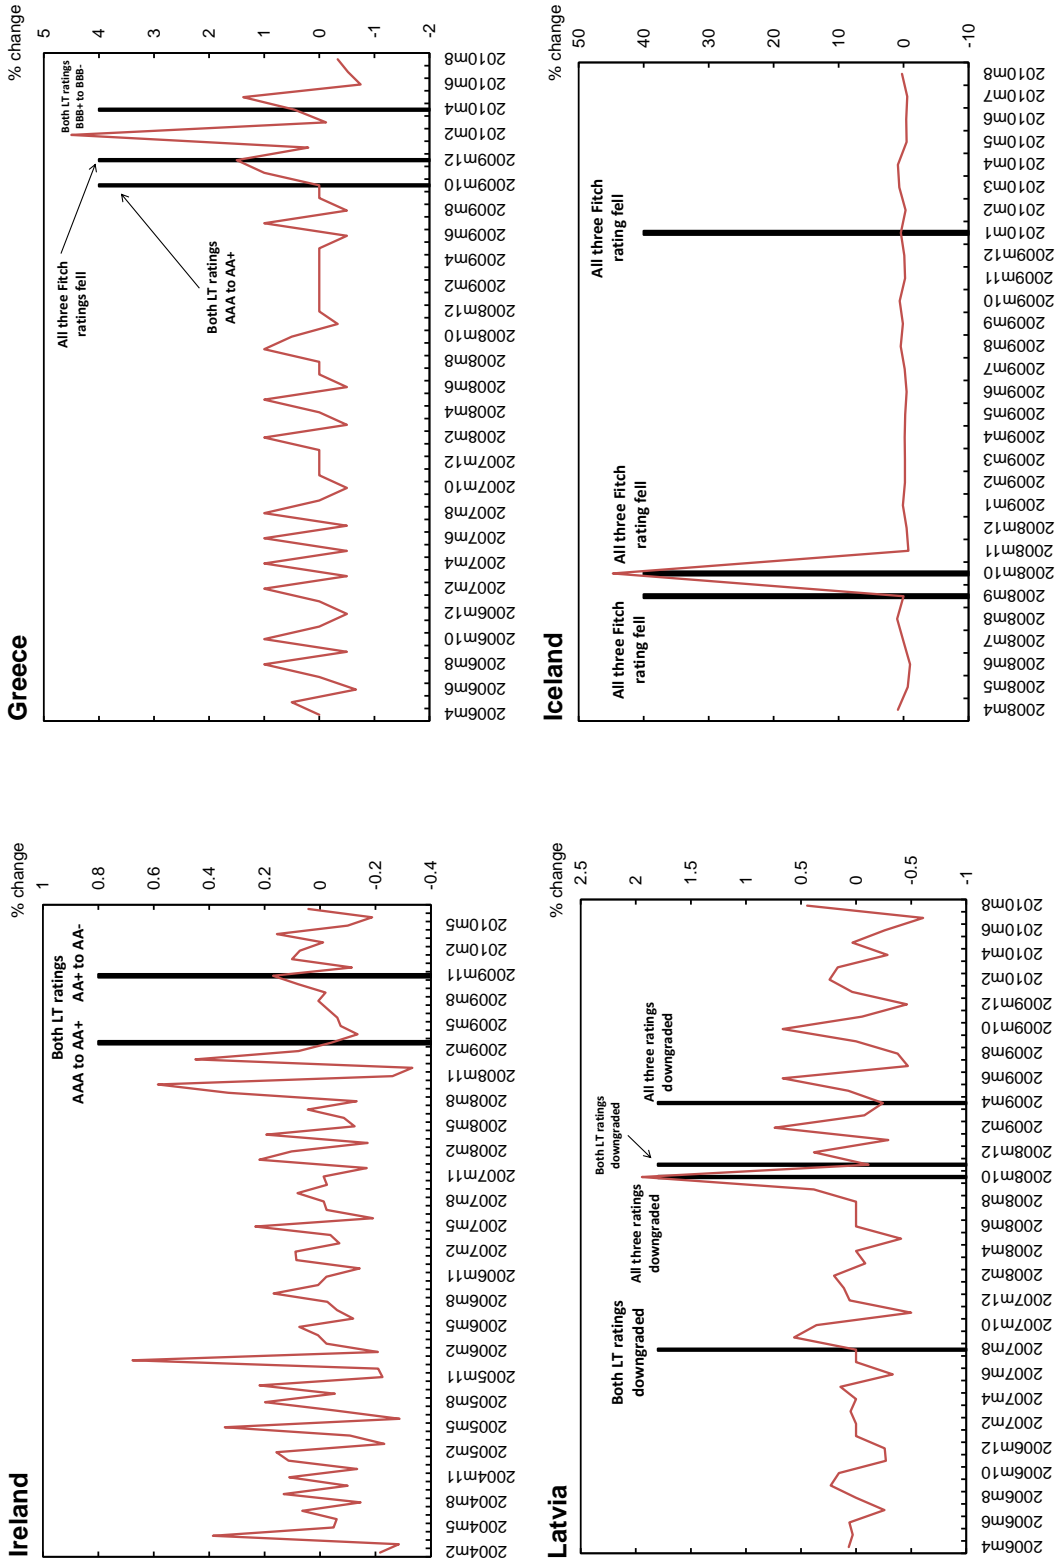 Ireland
% change
Both LT ratings
AAA to AA+ AA+ to AA-
1
0.8
0.6
0.4
0.2
0
-0.2
-0.4
2004m2
2004m5
2004m8
2004m11
2005m2
2005m5
2005m8
2005m11
2006m2
2006m5
2006m8
2006m11
2007m2
2007m5
2007m8
2007m11
2008m2
2008m5
2008m8
2008m11
2009m2
2009m5
2009m8
2009m11
2010m2
2010m5
Greece
% change
All three Fitch
ratings fell
Both LT ratings
BBB+ to BBB-
Both LT ratings
AAA to AA+
5
4
3
2
1
0
-1
-2
2006m4
2006m6
2006m8
2006m10
2006m12
2007m2
2007m4
2007m6
2007m8
2007m10
2007m12
2008m2
2008m4
2008m6
2008m8
2008m10
2008m12
2009m2
2009m4
2009m6
2009m8
2009m10
2009m12
2010m2
2010m4
2010m6
2010m8
Latvia
% change
Both LT ratings
downgraded
All three ratings
downgraded
Both LT ratings
downgraded
All three ratings
downgraded
2.5
2
1.5
1
0.5
0
-0.5
-1
2006m4
2006m6
2006m8
2006m10
2006m12
2007m2
2007m4
2007m6
2007m8
2007m10
2007m12
2008m2
2008m4
2008m6
2008m8
2008m10
2008m12
2009m2
2009m4
2009m6
2009m8
2009m10
2009m12
2010m2
2010m4
2010m6
2010m8
Iceland
% change
All three Fitch
rating fell
All three Fitch
rating fell
All three Fitch
rating fell
50
40
30
20
10
0
-10
2008m4
2008m5
2008m6
2008m7
2008m8
2008m9
2008m10
2008m11
2008m12
2009m1
2009m2
2009m3
2009m4
2009m5
2009m6
2009m7
2009m8
2009m9
2009m10
2009m11
2009m12
2010m1
2010m2
2010m3
2010m4
2010m5
2010m6
2010m7
2010m8